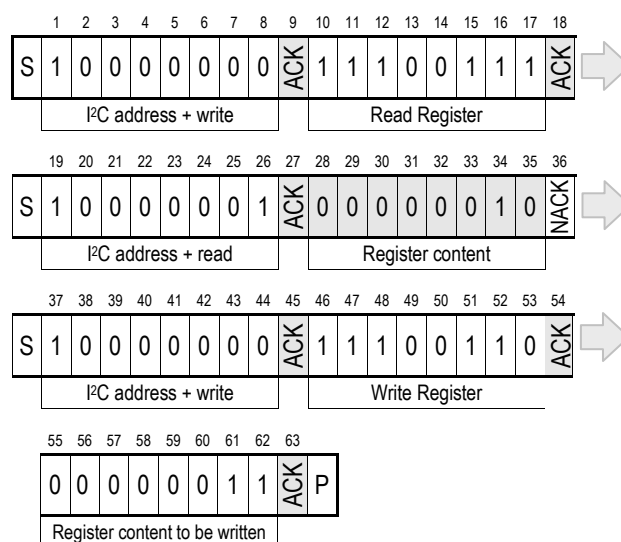 1 2 3 4 5 6 7 8 9 10 11 12 13 14 15 16 17 18
S 1 0 0 0 0 0 0 0 ACK 1 1 1 0 0 1 1 1 ACK
I²C address + write Read Register
19 20 21 22 23 24 25 26 27 28 29 30 31 32 33 34 35 36
S 1 0 0 0 0 0 0 1 ACK 0 0 0 0 0 0 1 0 NACK
I²C address + read Register content
37 38 39 40 41 42 43 44 45 46 47 48 49 50 51 52 53 54
S 1 0 0 0 0 0 0 0 ACK 1 1 1 0 0 1 1 0 ACK
I²C address + write Write Register
55 56 57 58 59 60 61 62 63
0 0 0 0 0 0 1 1 ACK P
Register content to be written